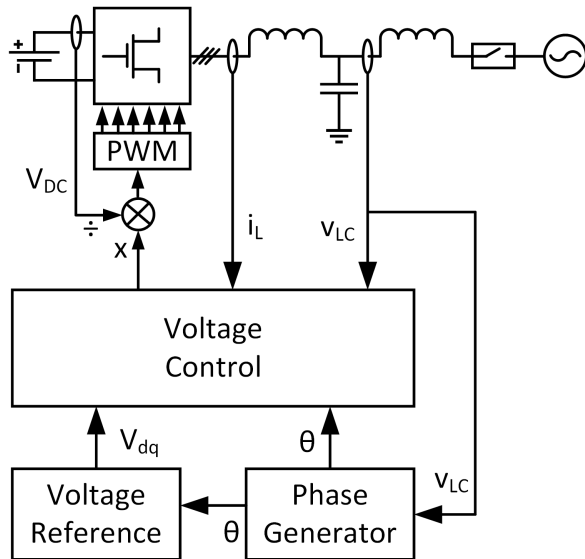 +
-
PWM
V_DC
÷
x
i_L
v_LC
Voltage
Control
V_dq
θ
v_LC
Voltage
Reference
θ
Phase
Generator